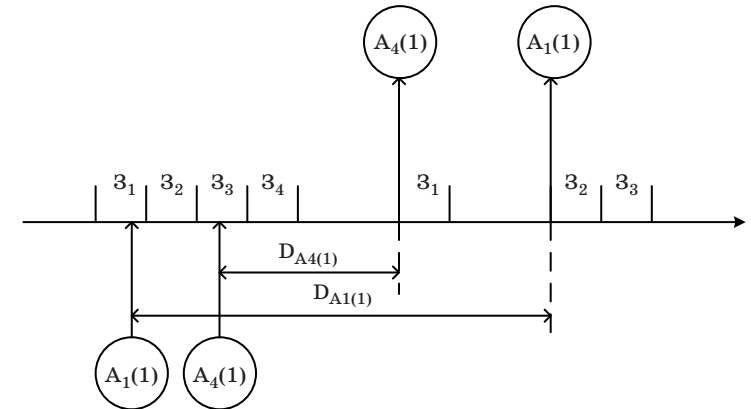 A₄(1) A₁(1)
З₁ З₂ З₃ З₄ З₁ З₂ З₃
D_A4(1)
D_A1(1)
A₁(1) A₄(1)